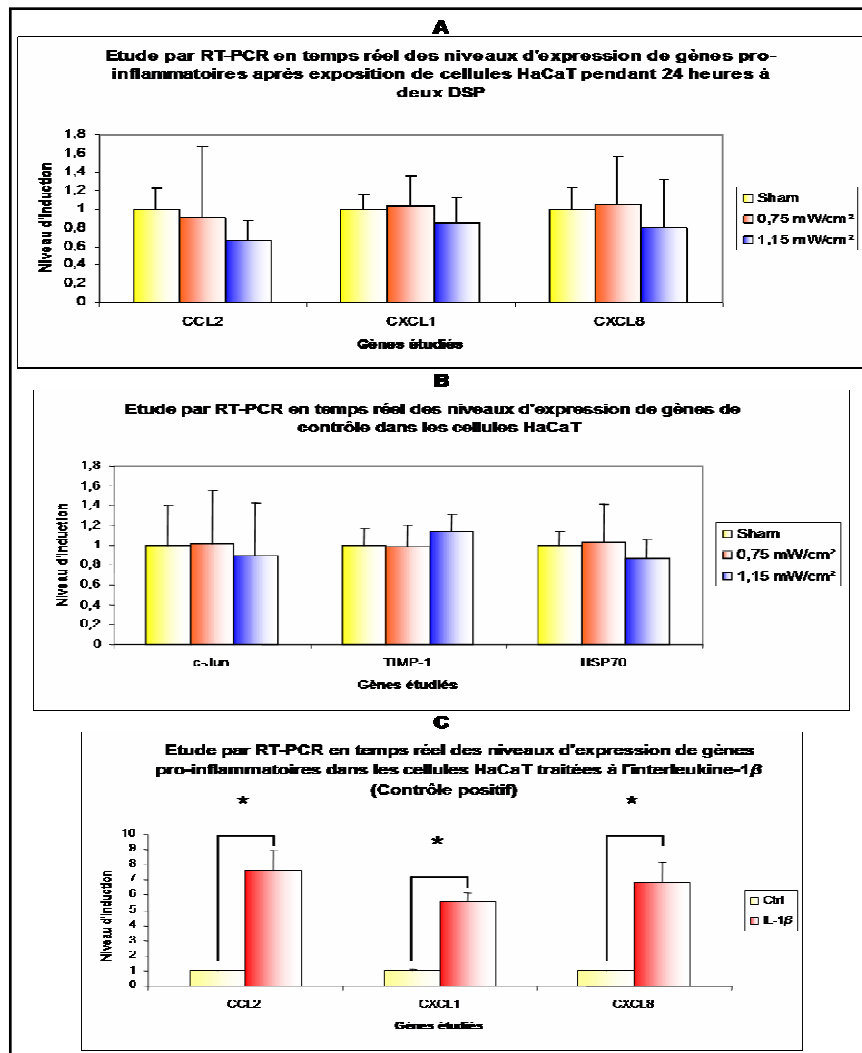 A
Etude par RT-PCR en temps réel des niveaux d'expression de gènes pro-
inflammatoires après exposition de cellules HaCaT pendant 24 heures à
deux DSP
Niveau d'induction
1,8
1,6
1,4
1,2
1
0,8
0,6
0,4
0,2
0
CCL2
CXCL1
CXCL8
Gènes étudiés
Sham
0,75 mW/cm²
1,15 mW/cm²
B
Etude par RT-PCR en temps réel des niveaux d'expression de gènes de
contrôle dans les cellules HaCaT
Niveau d'induction
1,8
1,6
1,4
1,2
1
0,8
0,6
0,4
0,2
0
c-Jun
TIMP-1
HSP70
Gènes étudiés
Sham
0,75 mW/cm²
1,15 mW/cm²
C
Etude par RT-PCR en temps réel des niveaux d'expression de gènes
pro-inflammatoires dans les cellules HaCaT traitées à l'interleukine-1β
(Contrôle positif)
*
*
*
Niveau d'induction
10
9
8
7
6
5
4
3
2
1
0
CCL2
CXCL1
CXCL8
Gènes étudiés
Ctrl
IL-1β